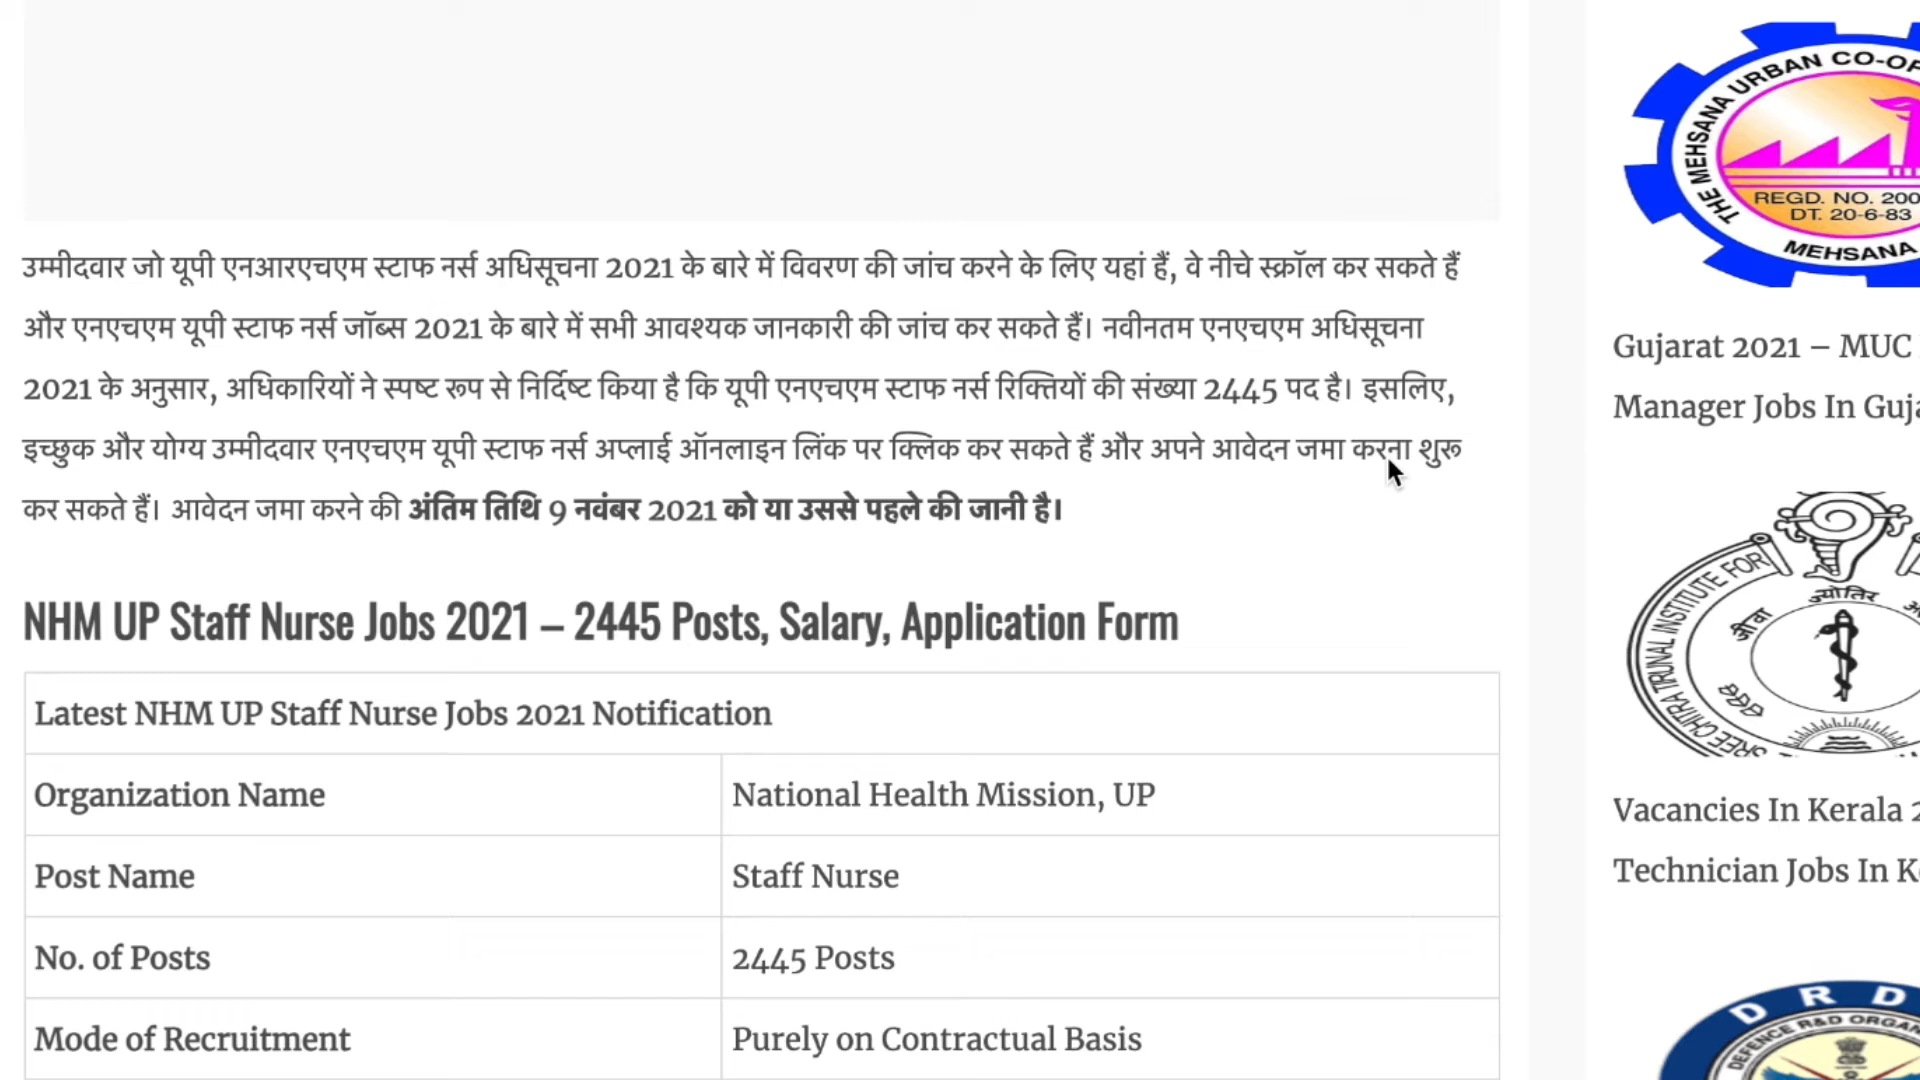 उम्मीदवार जो यूपी एनआरएचएम स्टाफ नर्स अधिसूचना 2021 के बारे में विवरण की जांच करने के लिए यहां हैं, वे नीचे स्क्रॉल कर सकते हैं
और एनएचएम यूपी स्टाफ नर्स जॉब्स 2021 के बारे में सभी आवश्यक जानकारी की जांच कर सकते हैं। नवीनतम एनएचएम अधिसूचना
2021 के अनुसार, अधिकारियों ने स्पष्ट रूप से निर्दिष्ट किया है कि यूपी एनएचएम स्टाफ नर्स रिक्तियों की संख्या 2445 पद है। इसलिए,
इच्छुक और योग्य उम्मीदवार एनएचएम यूपी स्टाफ नर्स अप्लाई ऑनलाइन लिंक पर क्लिक कर सकते हैं और अपने आवेदन जमा करना शुरू
कर सकते हैं। आवेदन जमा करने की अंतिम तिथि 9 नवंबर 2021 को या उससे पहले की जानी है।
NHM UP Staff Nurse Jobs 2021 – 2445 Posts, Salary, Application Form
Latest NHM UP Staff Nurse Jobs 2021 Notification
Organization Name National Health Mission, UP
Post Name Staff Nurse
No. of Posts 2445 Posts
Mode of Recruitment Purely on Contractual Basis
THE MEHSANA URBAN CO-OP
REGD. NO. 200
DT. 20-6-83
MEHSANA
Gujarat 2021 – MUC
Manager Jobs In Guja
SREE CHITRA TIRUNAL INSTITUTE FOR
ज्योतिर
जीवा
Vacancies In Kerala 2
Technician Jobs In K
D R D
DEFENCE R&D ORGAN